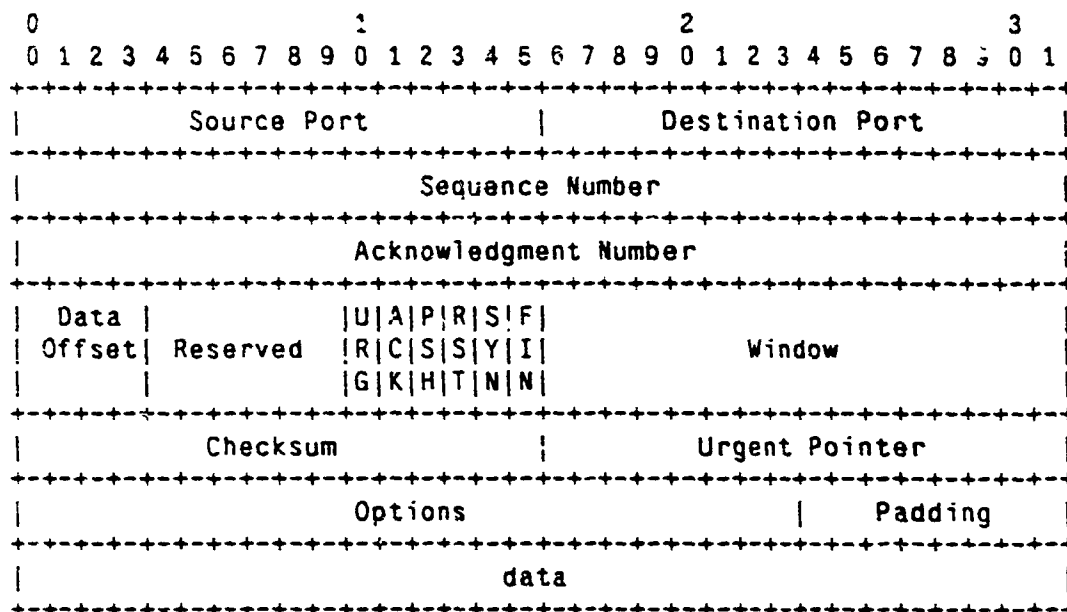 0 1 2 3
0 1 2 3 4 5 6 7 8 9 0 1 2 3 4 5 6 7 8 9 0 1 2 3 4 5 6 7 8 9 0 1
+-+-+-+-+-+-+-+-+-+-+-+-+-+-+-+-+-+-+-+-+-+-+-+-+-+-+-+-+-+-+-+-+
| Source Port | Destination Port |
+-+-+-+-+-+-+-+-+-+-+-+-+-+-+-+-+-+-+-+-+-+-+-+-+-+-+-+-+-+-+-+-+
| Sequence Number |
+-+-+-+-+-+-+-+-+-+-+-+-+-+-+-+-+-+-+-+-+-+-+-+-+-+-+-+-+-+-+-+-+
| Acknowledgment Number |
+-+-+-+-+-+-+-+-+-+-+-+-+-+-+-+-+-+-+-+-+-+-+-+-+-+-+-+-+-+-+-+-+
| Data | |U|A|P|R|S|F| |
| Offset| Reserved |R|C|S|S|Y|I| Window |
| | |G|K|H|T|N|N| |
+-+-+-+-+-+-+-+-+-+-+-+-+-+-+-+-+-+-+-+-+-+-+-+-+-+-+-+-+-+-+-+-+
| Checksum | Urgent Pointer |
+-+-+-+-+-+-+-+-+-+-+-+-+-+-+-+-+-+-+-+-+-+-+-+-+-+-+-+-+-+-+-+-+
| Options | Padding |
+-+-+-+-+-+-+-+-+-+-+-+-+-+-+-+-+-+-+-+-+-+-+-+-+-+-+-+-+-+-+-+-+
| data |
+-+-+-+-+-+-+-+-+-+-+-+-+-+-+-+-+-+-+-+-+-+-+-+-+-+-+-+-+-+-+-+-+